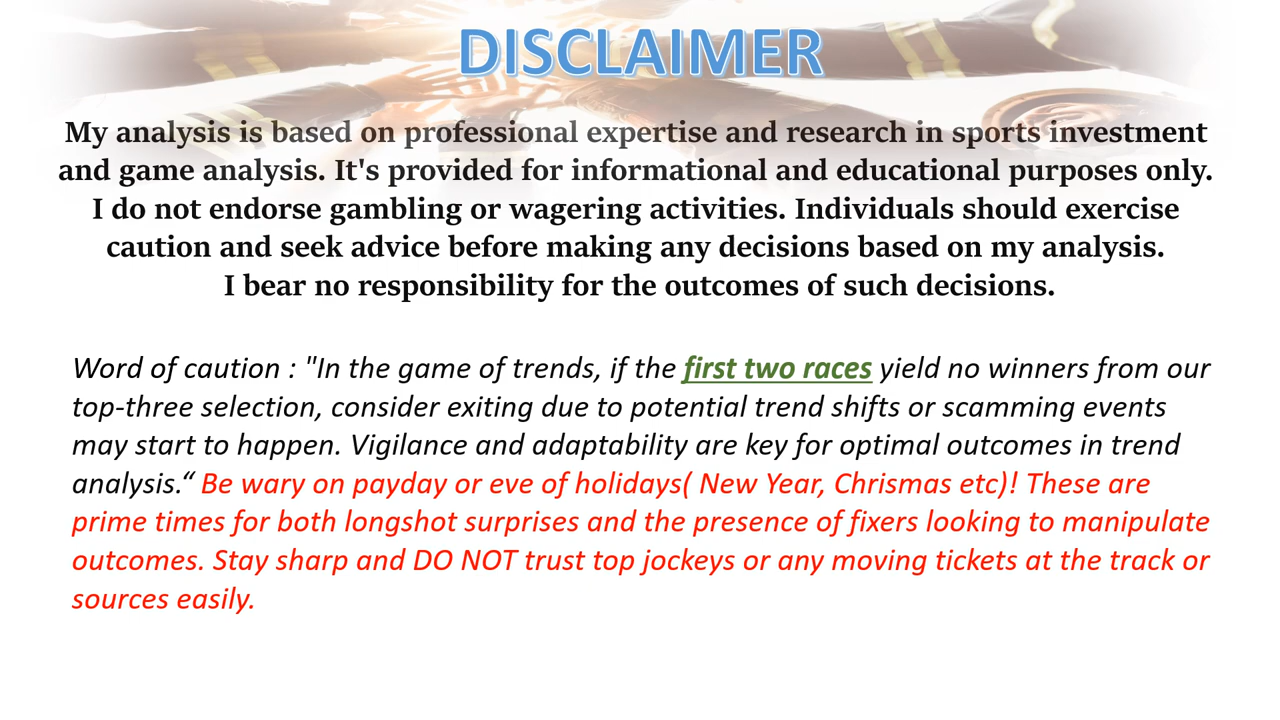 DISCLAIMER
My analysis is based on professional expertise and research in sports investment
and game analysis. It's provided for informational and educational purposes only.
I do not endorse gambling or wagering activities. Individuals should exercise
caution and seek advice before making any decisions based on my analysis.
I bear no responsibility for the outcomes of such decisions.
Word of caution : "In the game of trends, if the first two races yield no winners from our
top-three selection, consider exiting due to potential trend shifts or scamming events
may start to happen. Vigilance and adaptability are key for optimal outcomes in trend
analysis.“ Be wary on payday or eve of holidays( New Year, Chrismas etc)! These are
prime times for both longshot surprises and the presence of fixers looking to manipulate
outcomes. Stay sharp and DO NOT trust top jockeys or any moving tickets at the track or
sources easily.